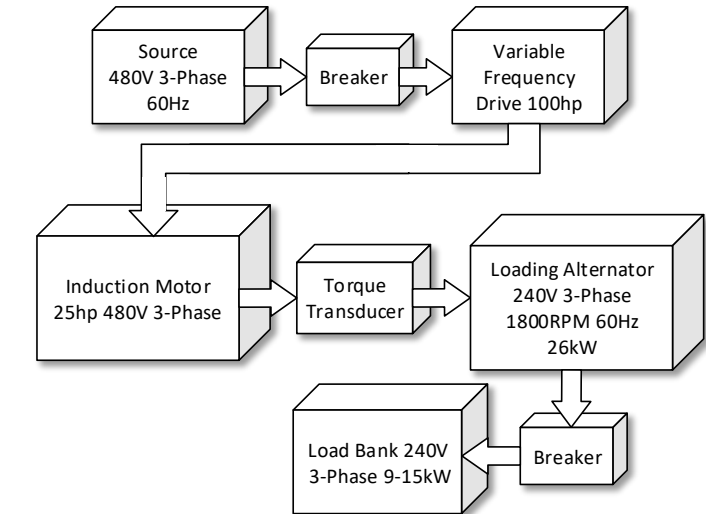 Source
480V 3-Phase
60Hz
Breaker
Variable
Frequency
Drive 100hp
Induction Motor
25hp 480V 3-Phase
Torque
Transducer
Loading Alternator
240V 3-Phase
1800RPM 60Hz
26kW
Load Bank 240V
3-Phase 9-15kW
Breaker